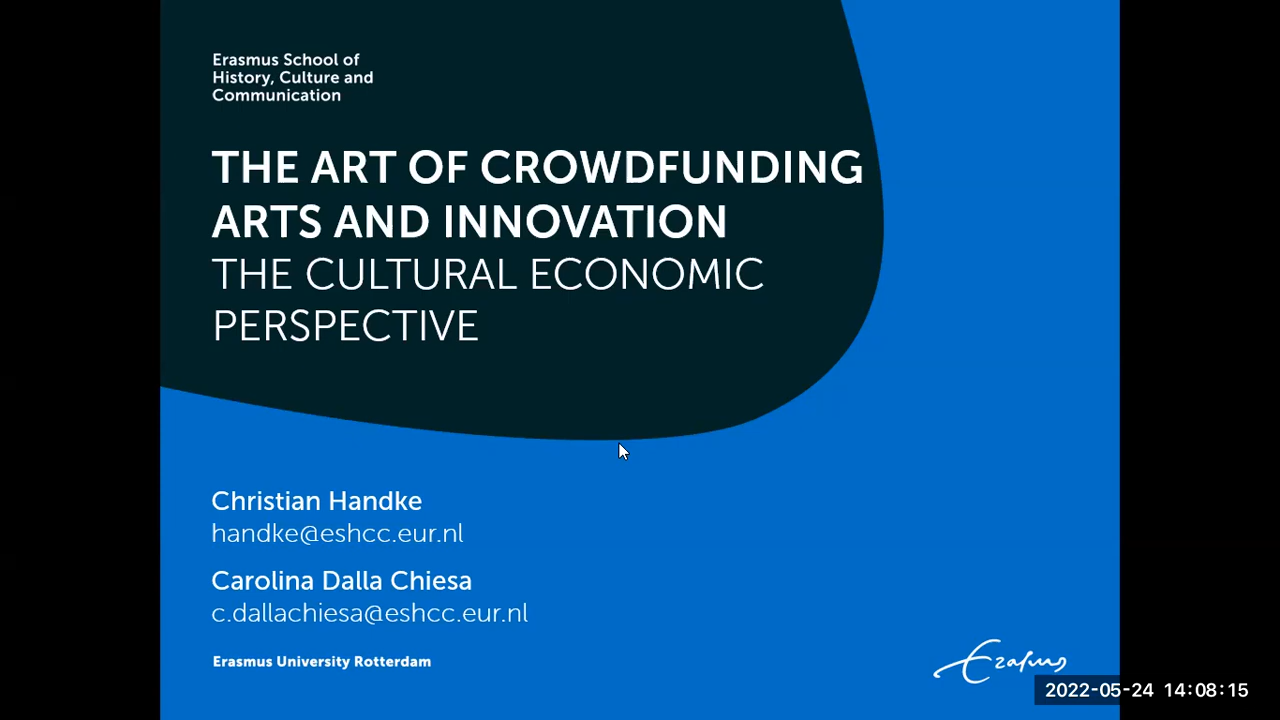 Erasmus School of
History, Culture and
Communication
THE ART OF CROWDFUNDING
ARTS AND INNOVATION
THE CULTURAL ECONOMIC
PERSPECTIVE
Christian Handke
handke@eshcc.eur.nl
Carolina Dalla Chiesa
c.dallachiesa@eshcc.eur.nl
Erasmus University Rotterdam
Erasmus
2022-05-24 14:08:15